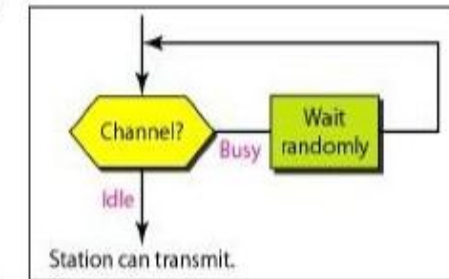 Channel?
Busy
Wait
randomly
Idle
Station can transmit.